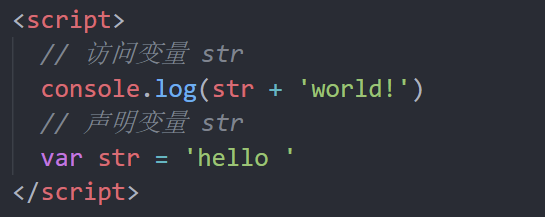 <script>
// 访问变量 str
console.log(str + 'world!')
// 声明变量 str
var str = 'hello '
</script>